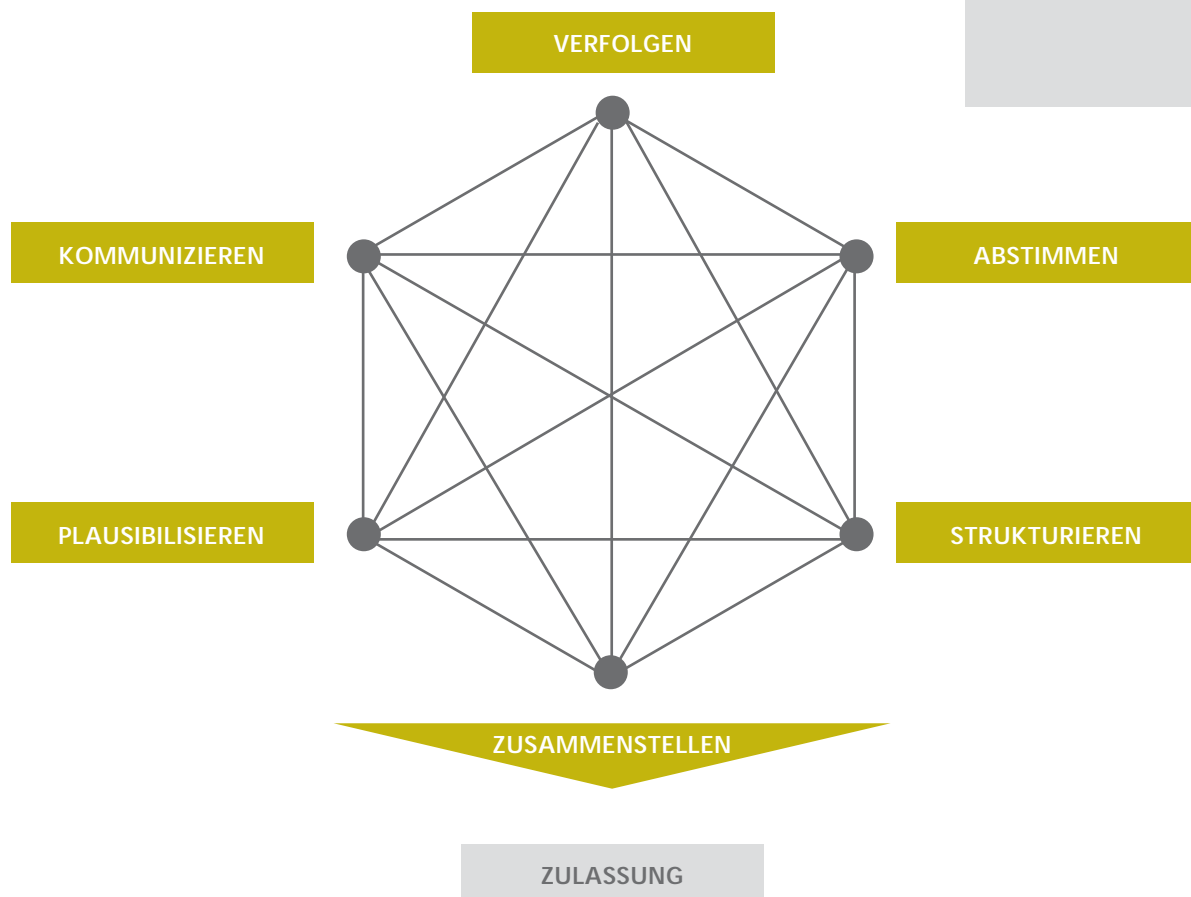 VERFOLGEN
KOMMUNIZIEREN
ABSTIMMEN
PLAUSIBILISIEREN
STRUKTURIEREN
ZUSAMMENSTELLEN
ZULASSUNG